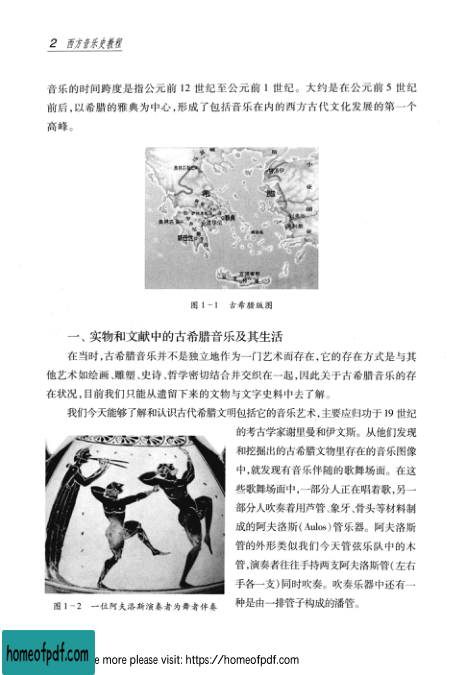 2 西方音乐史教程
音乐的时间跨度是指公元前 12 世纪至公元前 1 世纪。大约是在公元前 5 世纪
前后,以希腊的雅典为中心,形成了包括音乐在内的西方古代文化发展的第一个
高峰。
希 腊
雅典
图 1-1 古希腊版图
一、实物和文献中的古希腊音乐及其生活
在当时,古希腊音乐并不是独立地作为一门艺术而存在,它的存在方式是与其
他艺术如绘画、雕塑、史诗、哲学密切结合并交织在一起,因此关于古希腊音乐的存
在状况,目前我们只能从遗留下来的文物与文字史料中去了解。
我们今天能够了解和认识古代希腊文明包括它的音乐艺术,主要应归功于 19 世纪
的考古学家谢里曼和伊文斯。从他们发现
和挖掘出的古希腊文物里存在的音乐图像
中,就发现有音乐伴随的歌舞场面。在这
些歌舞场面中,一部分人正在唱着歌,另一
部分人吹奏着用芦管、象牙、骨头等材料制
成的阿夫洛斯(Aulos)管乐器。阿夫洛斯
管的外形类似我们今天管弦乐队中的木
管,演奏者往往手持两支阿夫洛斯管(左右
手各一支)同时吹奏。吹奏乐器中还有一
种是由一排管子构成的潘管。
图 1-2 一位阿夫洛斯演奏者为舞者伴奏
homeofpdf.com
e more please visit: https://homeofpdf.com